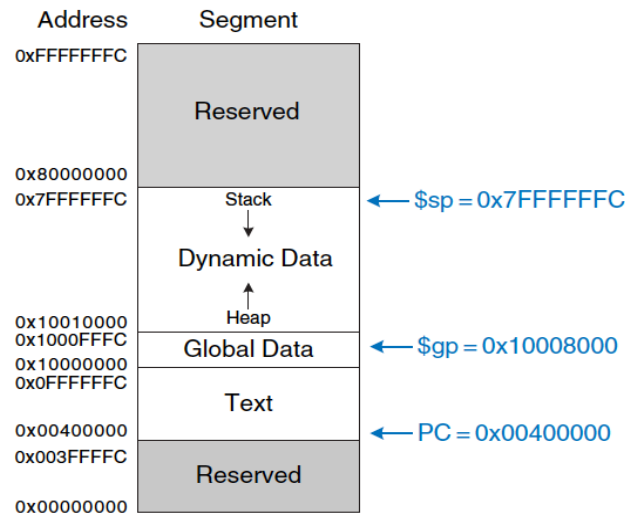 Address Segment
0xFFFFFFFC
Reserved
0x80000000
0x7FFFFFFC Stack $sp = 0x7FFFFFFC
Dynamic Data
0x10010000 Heap
0x1000FFFC
Global Data $gp = 0x10008000
0x10000000
0x0FFFFFFC
Text
0x00400000 PC = 0x00400000
0x003FFFFC
Reserved
0x00000000